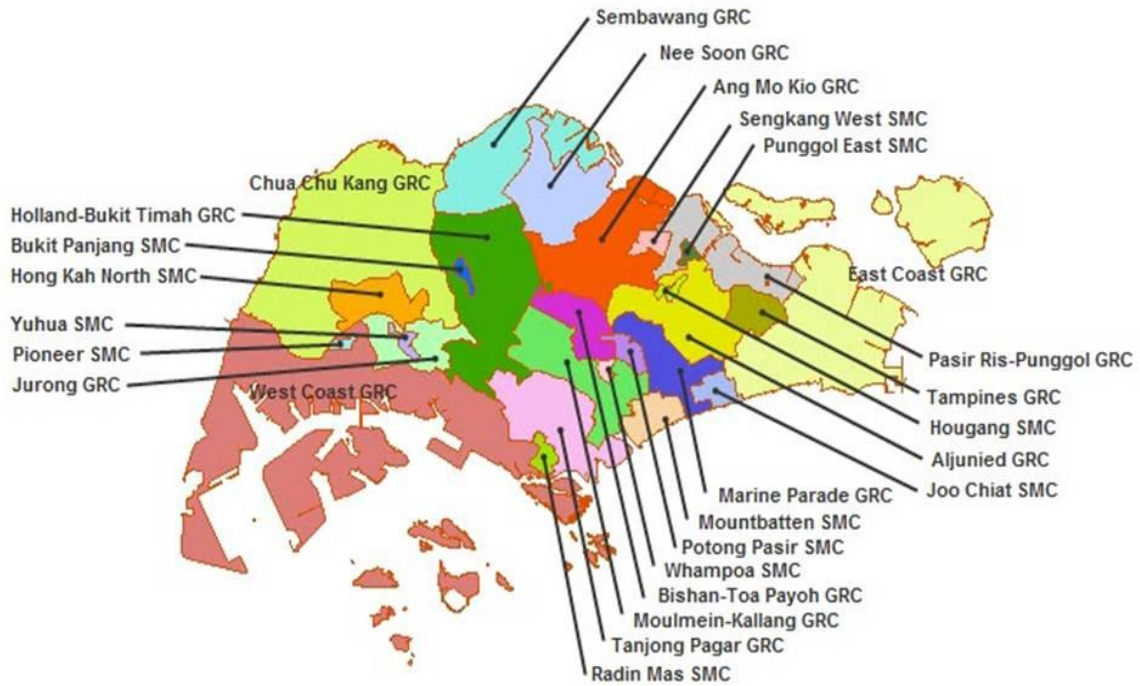 Sembawang GRC
Nee Soon GRC
Ang Mo Kio GRC
Sengkang West SMC
Punggol East SMC
Chua Chu Kang GRC
Holland-Bukit Timah GRC
Bukit Panjang SMC
Hong Kah North SMC
East Coast GRC
Yuhua SMC
Pioneer SMC
Jurong GRC
West Coast GRC
Pasir Ris-Punggol GRC
Tampines GRC
Hougang SMC
Aljunied GRC
Joo Chiat SMC
Marine Parade GRC
Mountbatten SMC
Potong Pasir SMC
Whampoa SMC
Bishan-Toa Payoh GRC
Moulmein-Kallang GRC
Tanjong Pagar GRC
Radin Mas SMC